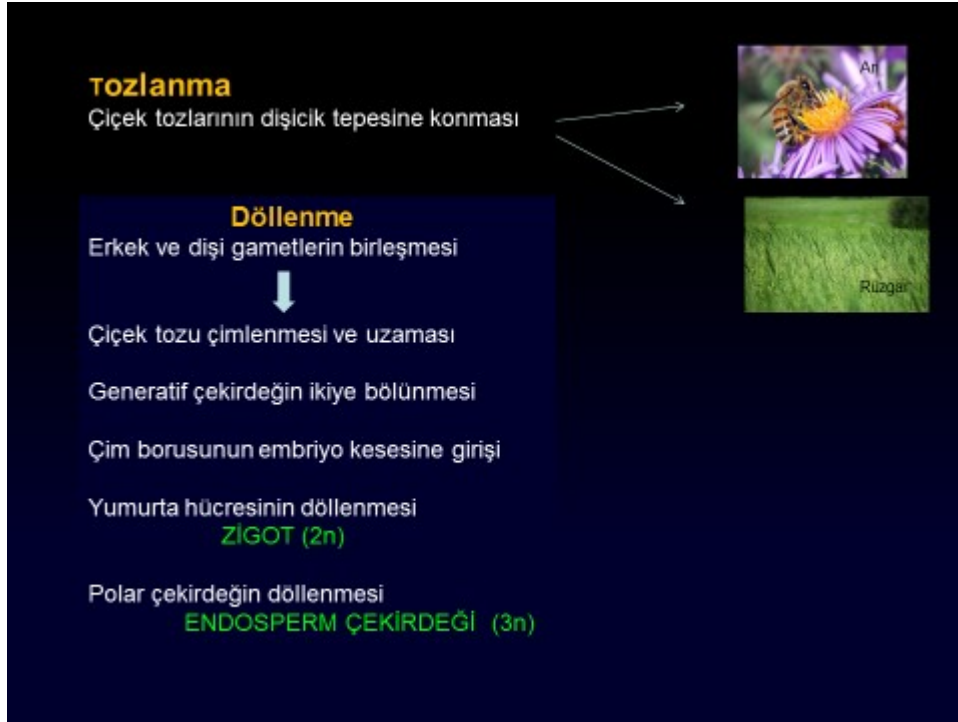 Tozlanma
Çiçek tozlarının dişicik tepesine konması
Arı
Döllenme
Erkek ve dişi gametlerin birleşmesi
Rüzgar
Çiçek tozu çimlenmesi ve uzaması
Generatif çekirdeğin ikiye bölünmesi
Çim borusunun embriyo kesesine girişi
Yumurta hücresinin döllenmesi
ZİGOT (2n)
Polar çekirdeğin döllenmesi
ENDOSPERM ÇEKİRDEĞİ (3n)